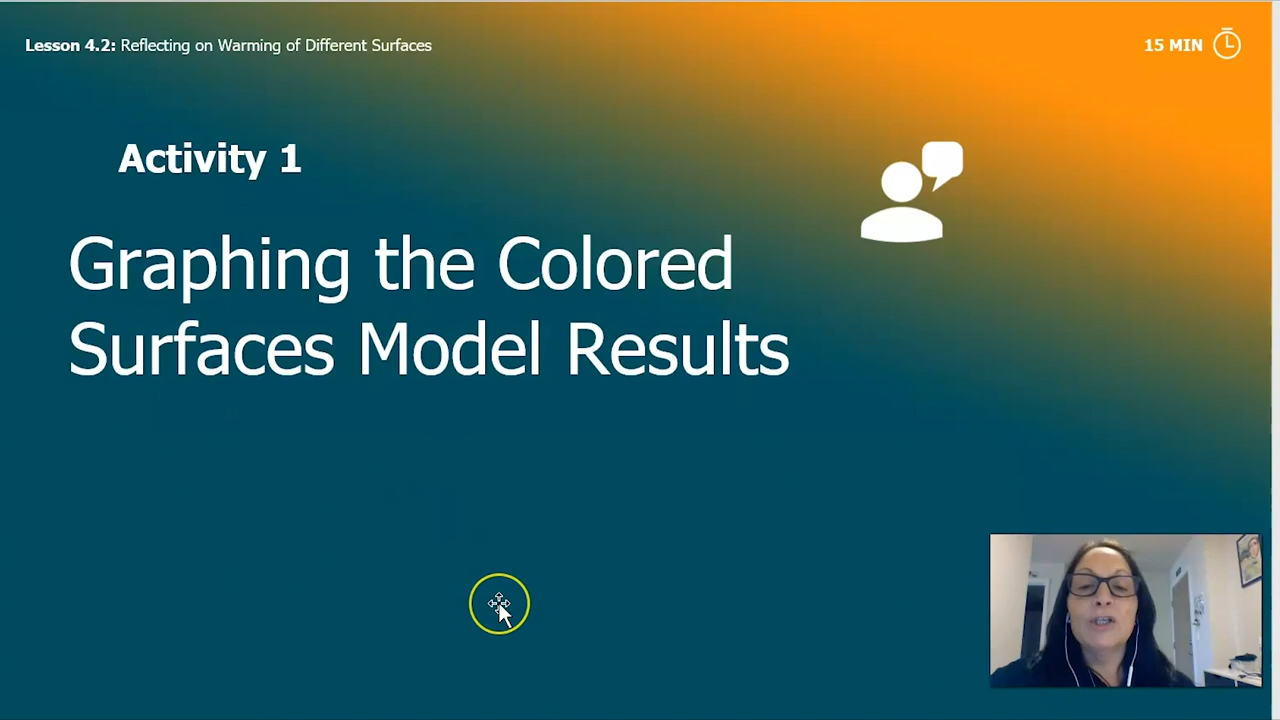 Lesson 4.2: Reflecting on Warming of Different Surfaces
15 MIN
Activity 1
Graphing the Colored
Surfaces Model Results